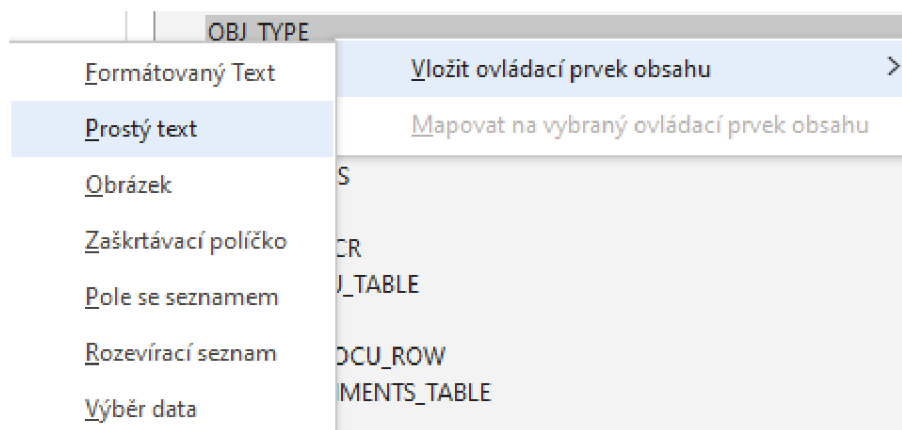 OBJ_TYPE
Formátovaný Text
Vložit ovládací prvek obsahu
Prostý text
Mapovat na vybraný ovládací prvek obsahu
Obrázek
S
Zaškrtávací políčko
CR
U_TABLE
Pole se seznamem
Rozevírací seznam
OCU_ROW
MENTS_TABLE
Výběr data